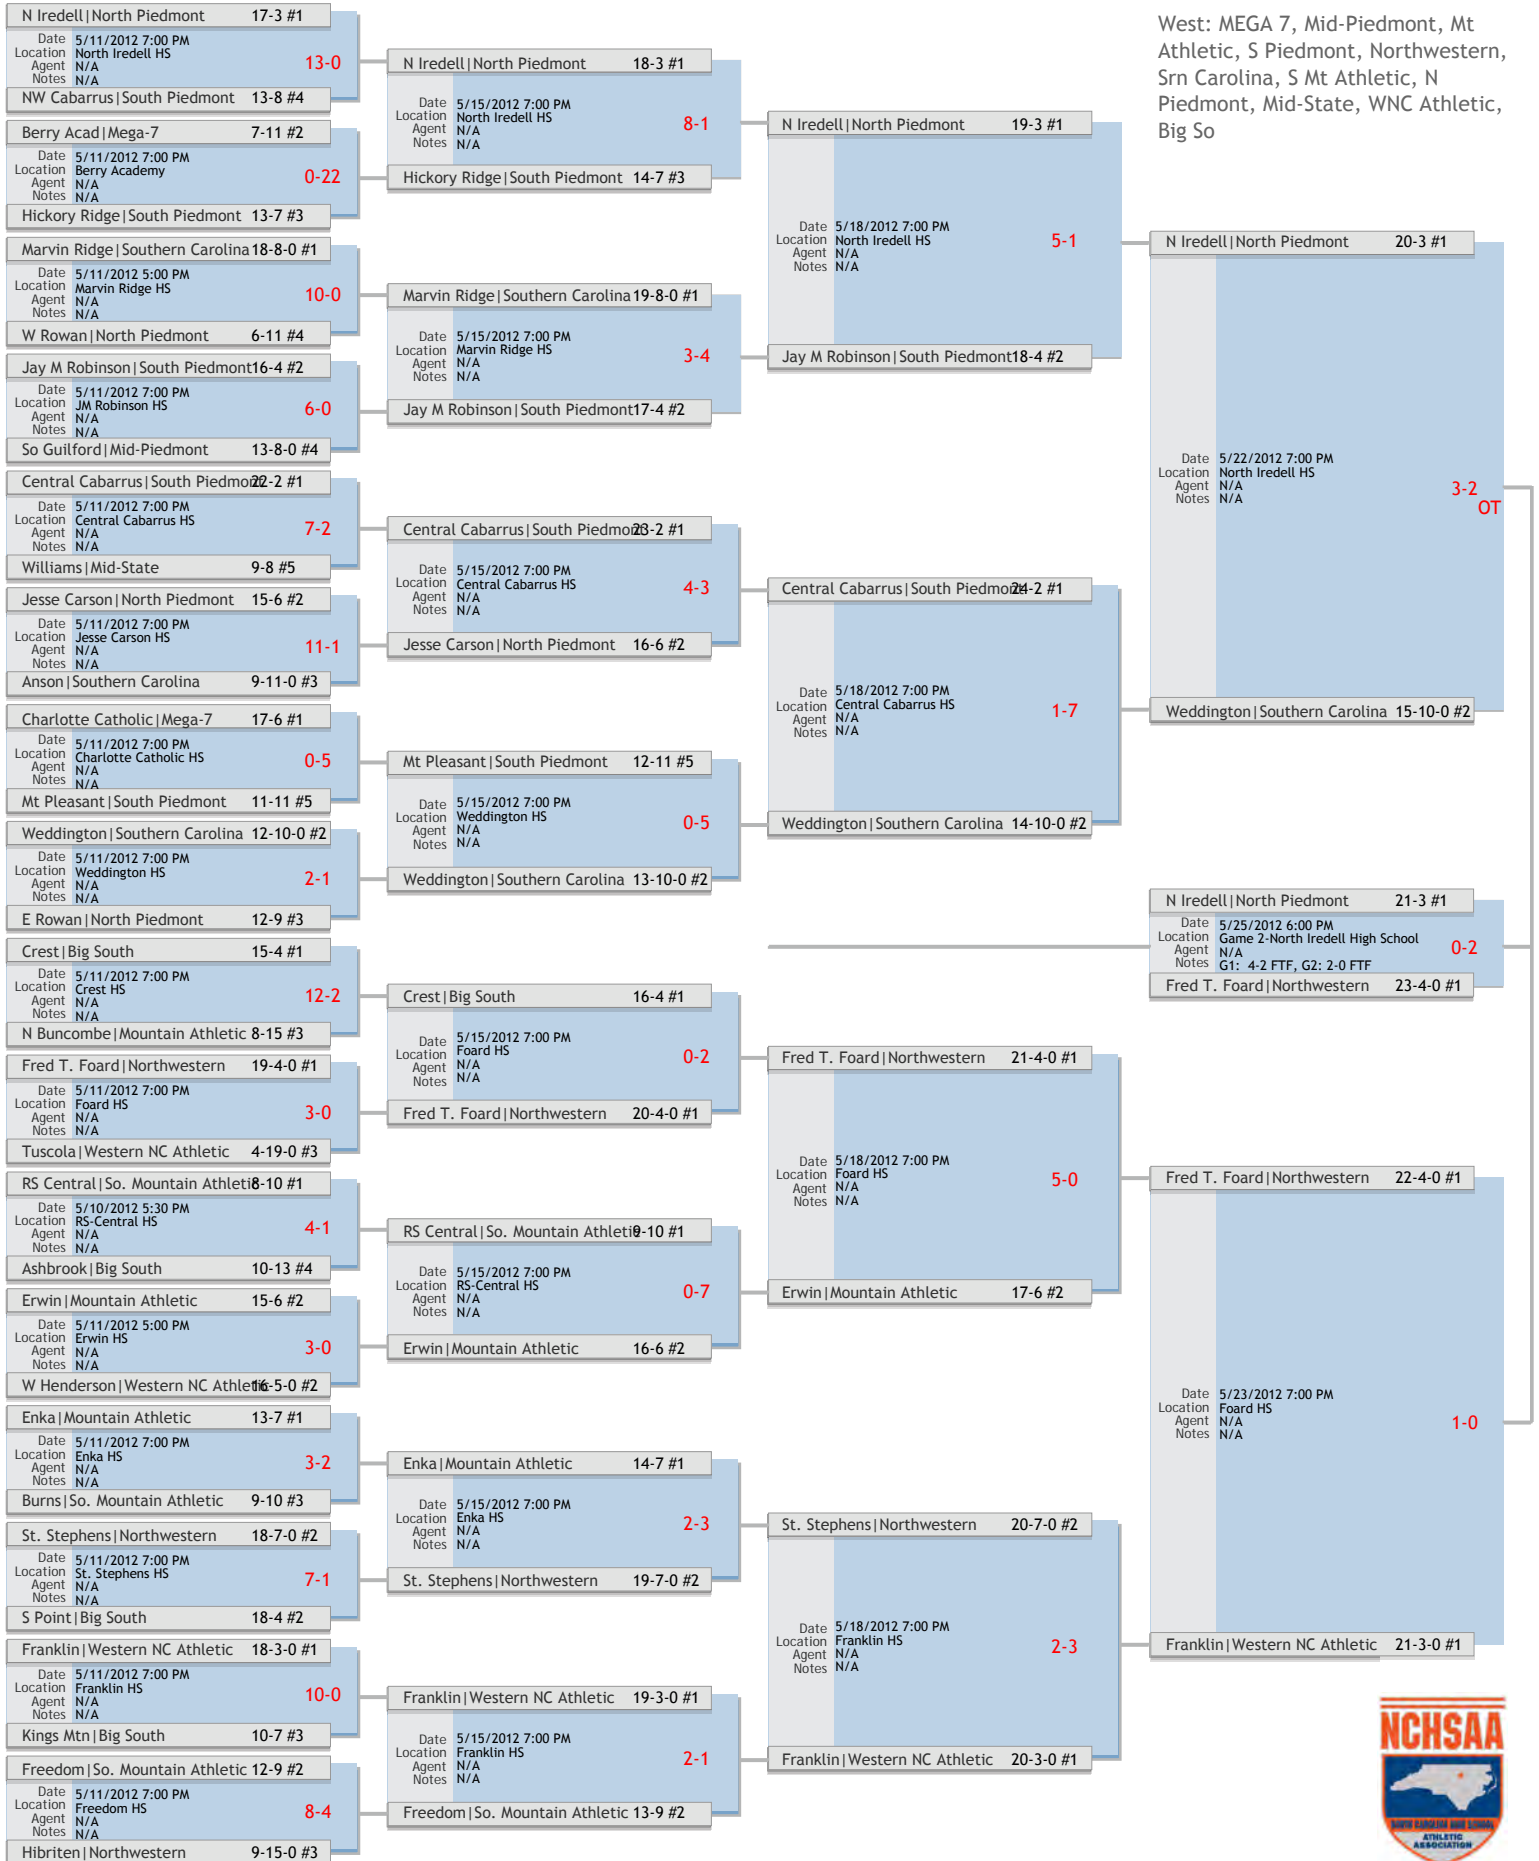 West: MEGA 7, Mid-Piedmont, Mt
Athletic, S Piedmont, Northwestern,
Srn Carolina, S Mt Athletic, N
Piedmont, Mid-State, WNC Athletic,
Big So
N Iredell|North Piedmont 17-3 #1
Date 5/11/2012 7:00 PM
Location North Iredell HS
Agent N/A
Notes N/A
13-0
NW Cabarrus|South Piedmont 13-8 #4
Berry Acad|Mega-7 7-11 #2
Date 5/11/2012 7:00 PM
Location Berry Academy
Agent N/A
Notes N/A
0-22
Hickory Ridge|South Piedmont 13-7 #3
Marvin Ridge|Southern Carolina 18-8-0 #1
Date 5/11/2012 5:00 PM
Location Marvin Ridge HS
Agent N/A
Notes N/A
10-0
W Rowan|North Piedmont 6-11 #4
Jay M Robinson|South Piedmont 16-4 #2
Date 5/11/2012 7:00 PM
Location JM Robinson HS
Agent N/A
Notes N/A
6-0
So Guilford|Mid-Piedmont 13-8-0 #4
Central Cabarrus|South Piedmont 22-2 #1
Date 5/11/2012 7:00 PM
Location Central Cabarrus HS
Agent N/A
Notes N/A
7-2
Williams|Mid-State 9-8 #5
Jesse Carson|North Piedmont 15-6 #2
Date 5/11/2012 7:00 PM
Location Jesse Carson HS
Agent N/A
Notes N/A
11-1
Anson|Southern Carolina 9-11-0 #3
Charlotte Catholic|Mega-7 17-6 #1
Date 5/11/2012 7:00 PM
Location Charlotte Catholic HS
Agent N/A
Notes N/A
0-5
Mt Pleasant|South Piedmont 11-11 #5
Weddington|Southern Carolina 12-10-0 #2
Date 5/11/2012 7:00 PM
Location Weddington HS
Agent N/A
Notes N/A
2-1
E Rowan|North Piedmont 12-9 #3
Crest|Big South 15-4 #1
Date 5/11/2012 7:00 PM
Location Crest HS
Agent N/A
Notes N/A
12-2
N Buncombe|Mountain Athletic 8-15 #3
Fred T. Foard|Northwestern 19-4-0 #1
Date 5/11/2012 7:00 PM
Location Foard HS
Agent N/A
Notes N/A
3-0
Tuscola|Western NC Athletic 4-19-0 #3
RS Central|So. Mountain Athletic 8-10 #1
Date 5/10/2012 5:30 PM
Location RS-Central HS
Agent N/A
Notes N/A
4-1
Ashbrook|Big South 10-13 #4
Erwin|Mountain Athletic 15-6 #2
Date 5/11/2012 5:00 PM
Location Erwin HS
Agent N/A
Notes N/A
3-0
W Henderson|Western NC Athletic 16-5-0 #2
Enka|Mountain Athletic 13-7 #1
Date 5/11/2012 7:00 PM
Location Enka HS
Agent N/A
Notes N/A
3-2
Burns|So. Mountain Athletic 9-10 #3
St. Stephens|Northwestern 18-7-0 #2
Date 5/11/2012 7:00 PM
Location St. Stephens HS
Agent N/A
Notes N/A
7-1
S Point|Big South 18-4 #2
Franklin|Western NC Athletic 18-3-0 #1
Date 5/11/2012 7:00 PM
Location Franklin HS
Agent N/A
Notes N/A
10-0
Kings Mtn|Big South 10-7 #3
Freedom|So. Mountain Athletic 12-9 #2
Date 5/11/2012 7:00 PM
Location Freedom HS
Agent N/A
Notes N/A
8-4
Hibriten|Northwestern 9-15-0 #3
N Iredell|North Piedmont 18-3 #1
Date 5/15/2012 7:00 PM
Location North Iredell HS
Agent N/A
Notes N/A
8-1
Hickory Ridge|South Piedmont 14-7 #3
Marvin Ridge|Southern Carolina 19-8-0 #1
Date 5/15/2012 7:00 PM
Location Marvin Ridge HS
Agent N/A
Notes N/A
3-4
Jay M Robinson|South Piedmont 17-4 #2
Central Cabarrus|South Piedmont 23-2 #1
Date 5/15/2012 7:00 PM
Location Central Cabarrus HS
Agent N/A
Notes N/A
4-3
Jesse Carson|North Piedmont 16-6 #2
Mt Pleasant|South Piedmont 12-11 #5
Date 5/15/2012 7:00 PM
Location Weddington HS
Agent N/A
Notes N/A
0-5
Weddington|Southern Carolina 13-10-0 #2
Crest|Big South 16-4 #1
Date 5/15/2012 7:00 PM
Location Foard HS
Agent N/A
Notes N/A
0-2
Fred T. Foard|Northwestern 20-4-0 #1
RS Central|So. Mountain Athletic 9-10 #1
Date 5/15/2012 7:00 PM
Location RS-Central HS
Agent N/A
Notes N/A
0-7
Erwin|Mountain Athletic 16-6 #2
Enka|Mountain Athletic 14-7 #1
Date 5/15/2012 7:00 PM
Location Enka HS
Agent N/A
Notes N/A
2-3
St. Stephens|Northwestern 19-7-0 #2
Franklin|Western NC Athletic 19-3-0 #1
Date 5/15/2012 7:00 PM
Location Franklin HS
Agent N/A
Notes N/A
2-1
Freedom|So. Mountain Athletic 13-9 #2
N Iredell|North Piedmont 19-3 #1
Date 5/18/2012 7:00 PM
Location North Iredell HS
Agent N/A
Notes N/A
5-1
Jay M Robinson|South Piedmont 18-4 #2
Central Cabarrus|South Piedmont 24-2 #1
Date 5/18/2012 7:00 PM
Location Central Cabarrus HS
Agent N/A
Notes N/A
1-7
Weddington|Southern Carolina 14-10-0 #2
Fred T. Foard|Northwestern 21-4-0 #1
Date 5/18/2012 7:00 PM
Location Foard HS
Agent N/A
Notes N/A
5-0
Erwin|Mountain Athletic 17-6 #2
St. Stephens|Northwestern 20-7-0 #2
Date 5/18/2012 7:00 PM
Location Franklin HS
Agent N/A
Notes N/A
2-3
Franklin|Western NC Athletic 20-3-0 #1
N Iredell|North Piedmont 20-3 #1
Date 5/22/2012 7:00 PM
Location North Iredell HS
Agent N/A
Notes N/A
3-2
OT
Weddington|Southern Carolina 15-10-0 #2
N Iredell|North Piedmont 21-3 #1
Date 5/25/2012 6:00 PM
Location Game 2-North Iredell High School
Agent N/A
Notes G1: 4-2 FTF, G2: 2-0 FTF
0-2
Fred T. Foard|Northwestern 23-4-0 #1
Fred T. Foard|Northwestern 22-4-0 #1
Date 5/23/2012 7:00 PM
Location Foard HS
Agent N/A
Notes N/A
1-0
Franklin|Western NC Athletic 21-3-0 #1
NCHSAA
NORTH CAROLINA HIGH SCHOOL
ATHLETIC
ASSOCIATION